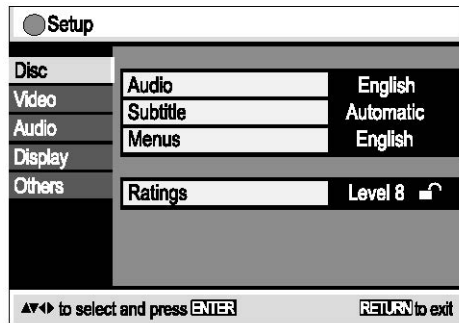 Setup
Disc
Video
Audio
Display
Others
Audio English
Subtitle Automatic
Menus English
Ratings Level 8
▲▼◀▶ to select and press ENTER RETURN to exit